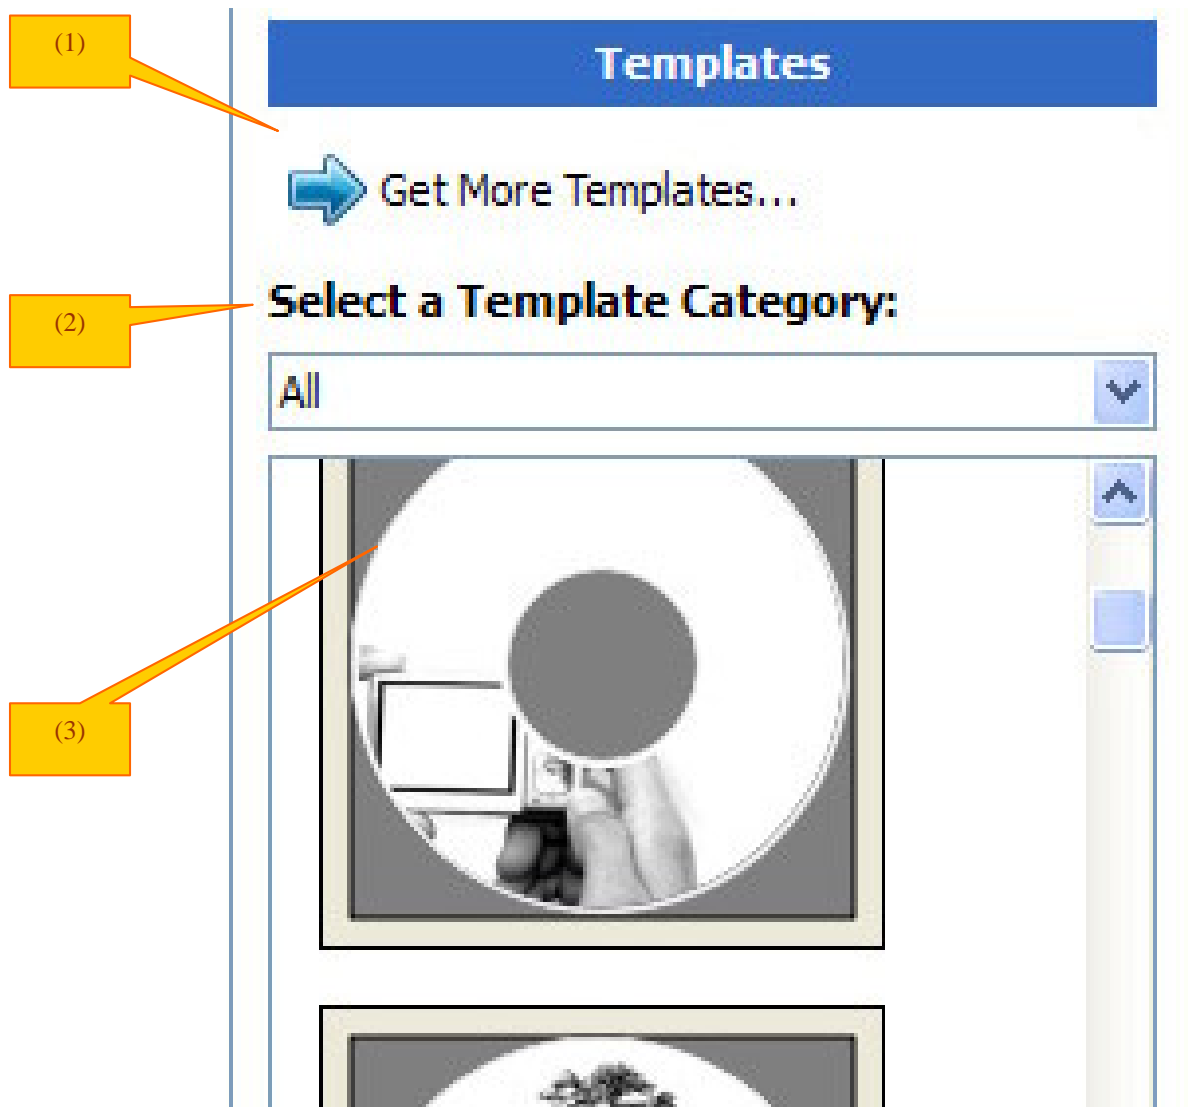 (1)
Templates
Get More Templates...
Select a Template Category:
(2)
All
(3)